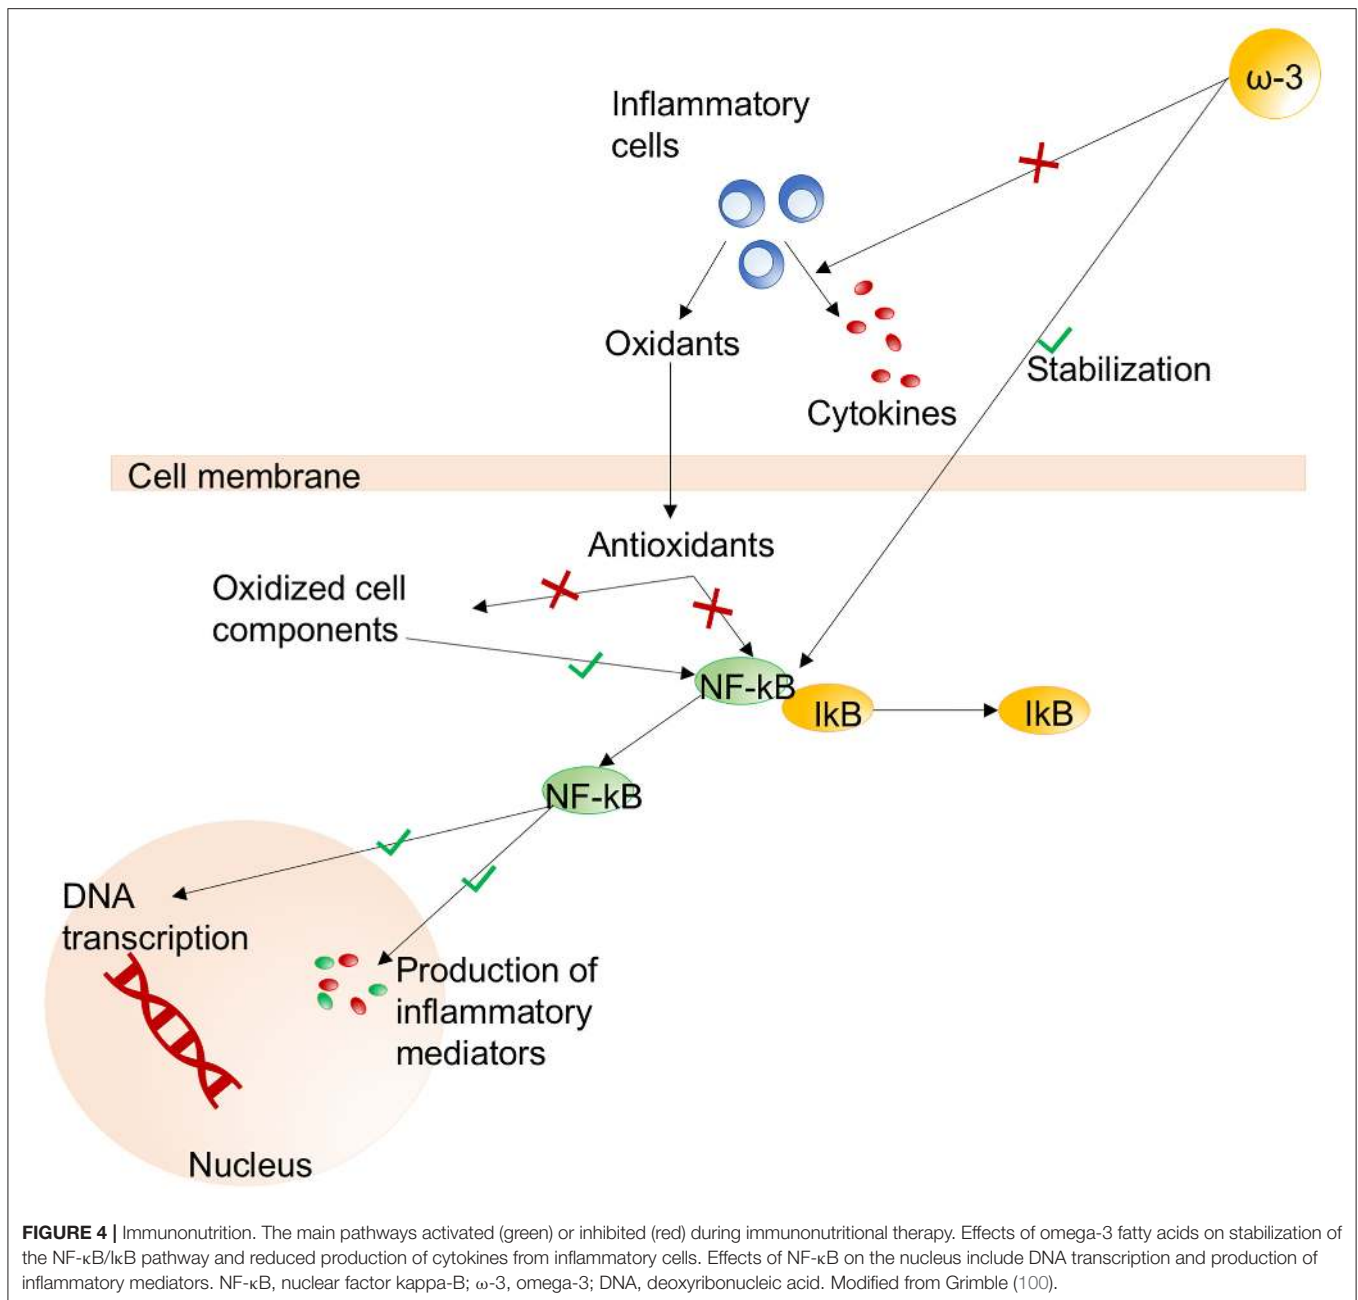 ω-3
Inflammatory
cells
Oxidants
Cytokines
Stabilization
Cell membrane
Antioxidants
Oxidized cell
components
NF-kB
IkB
IkB
NF-kB
DNA
transcription
Production of
inflammatory
mediators
Nucleus
FIGURE 4 | Immunonutrition. The main pathways activated (green) or inhibited (red) during immunonutritional therapy. Effects of omega-3 fatty acids on stabilization of
the NF-κB/IκB pathway and reduced production of cytokines from inflammatory cells. Effects of NF-κB on the nucleus include DNA transcription and production of
inflammatory mediators. NF-κB, nuclear factor kappa-B; ω-3, omega-3; DNA, deoxyribonucleic acid. Modified from Grimble (100).